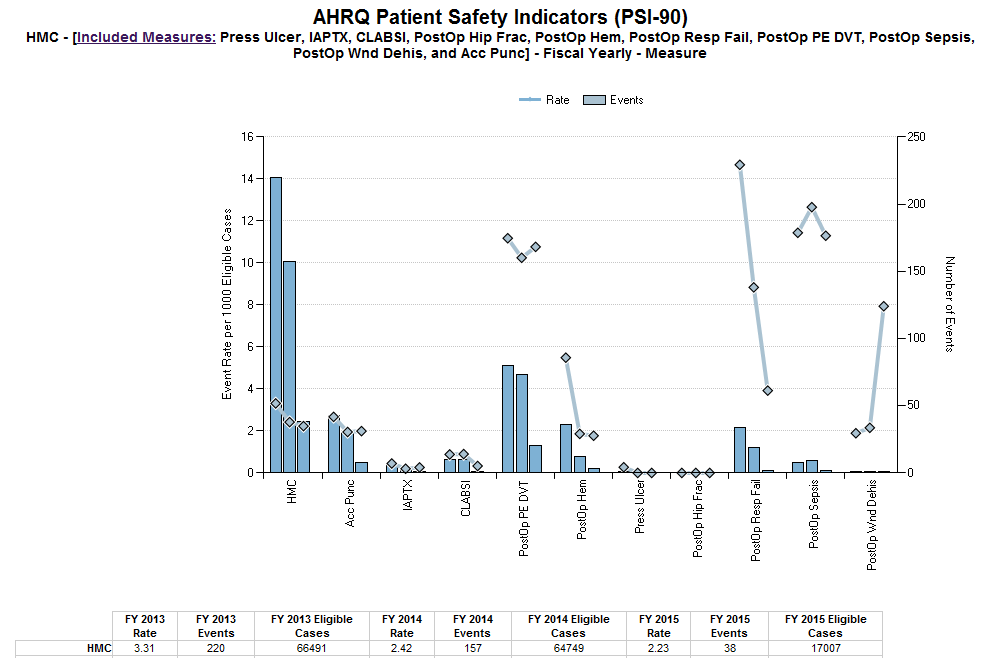 AHRQ Patient Safety Indicators (PSI-90)
HMC - [Included Measures: Press Ulcer, IAPTX, CLABSI, PostOp Hip Frac, PostOp Hem, PostOp Resp Fail, PostOp PE DVT, PostOp Sepsis,
PostOp Wnd Dehis, and Acc Punc] - Fiscal Yearly - Measure
Rate Events
16 250
14
200
12
10 150
8
100
6
4
50
2
0 0
Event Rate per 1000 Eligible Cases
Number of Events
HMC
Acc Punc
IAPTX
CLABSI
PostOp PE DVT
PostOp Hem
Press Ulcer
PostOp Hip Frac
PostOp Resp Fail
PostOp Sepsis
PostOp Wnd Dehis
FY 2013 FY 2013 FY 2013 Eligible FY 2014 FY 2014 FY 2014 Eligible FY 2015 FY 2015 FY 2015 Eligible
Rate Events Cases Rate Events Cases Rate Events Cases
HMC 3.31 220 66491 2.42 157 64749 2.23 38 17007